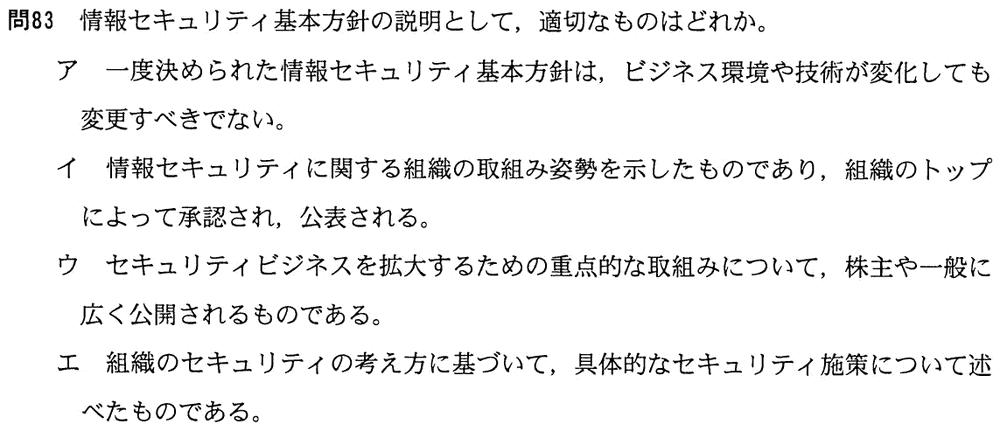 問83　情報セキュリティ基本方針の説明として，適切なものはどれか。
ア　一度決められた情報セキュリティ基本方針は，ビジネス環境や技術が変化しても
変更すべきでない。
イ　情報セキュリティに関する組織の取組み姿勢を示したものであり，組織のトップ
によって承認され，公表される。
ウ　セキュリティビジネスを拡大するための重点的な取組みについて，株主や一般に
広く公開されるものである。
エ　組織のセキュリティの考え方に基づいて，具体的なセキュリティ施策について述
べたものである。